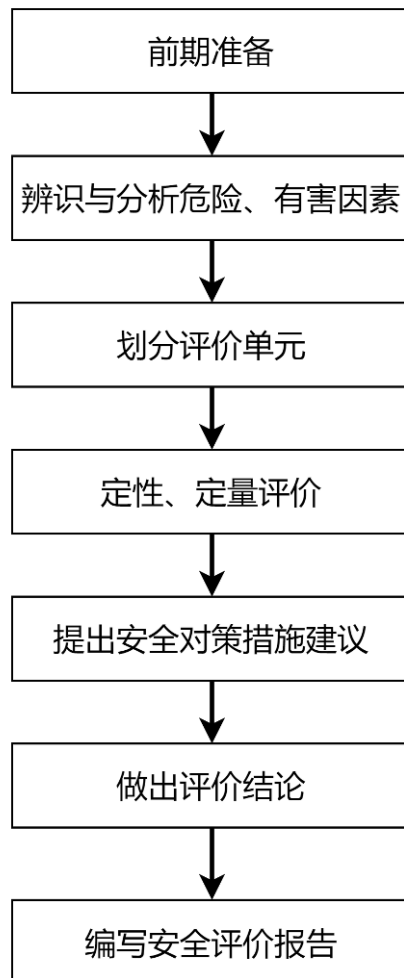 前期准备
辨识与分析危险、有害因素
划分评价单元
定性、定量评价
提出安全对策措施建议
做出评价结论
编写安全评价报告